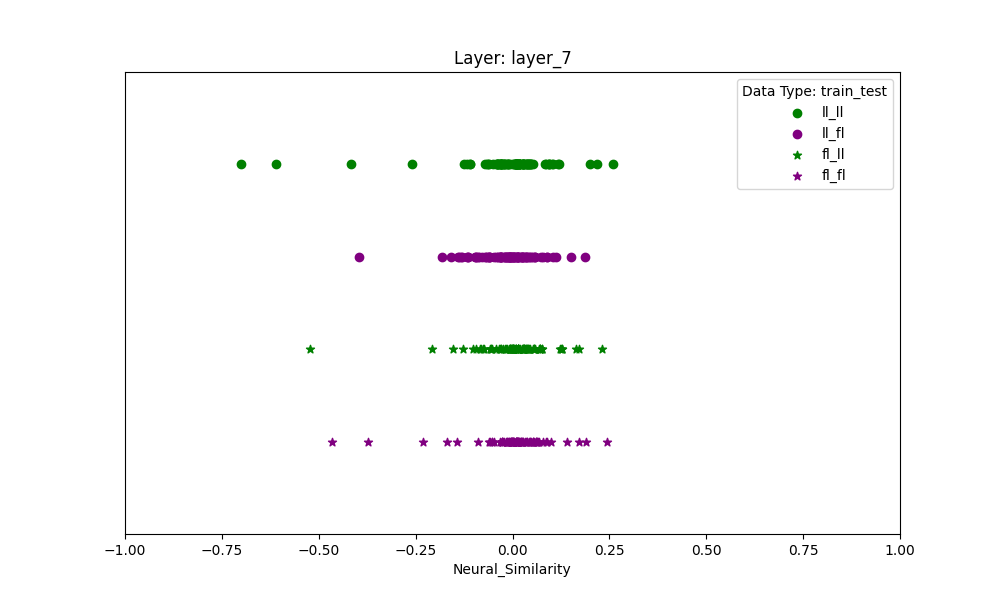 Layer: layer_7
Data Type: train_test
ll_ll
ll_fl
fl_ll
fl_fl
−1.00 −0.75 −0.50 −0.25 0.00 0.25 0.50 0.75 1.00
Neural_Similarity